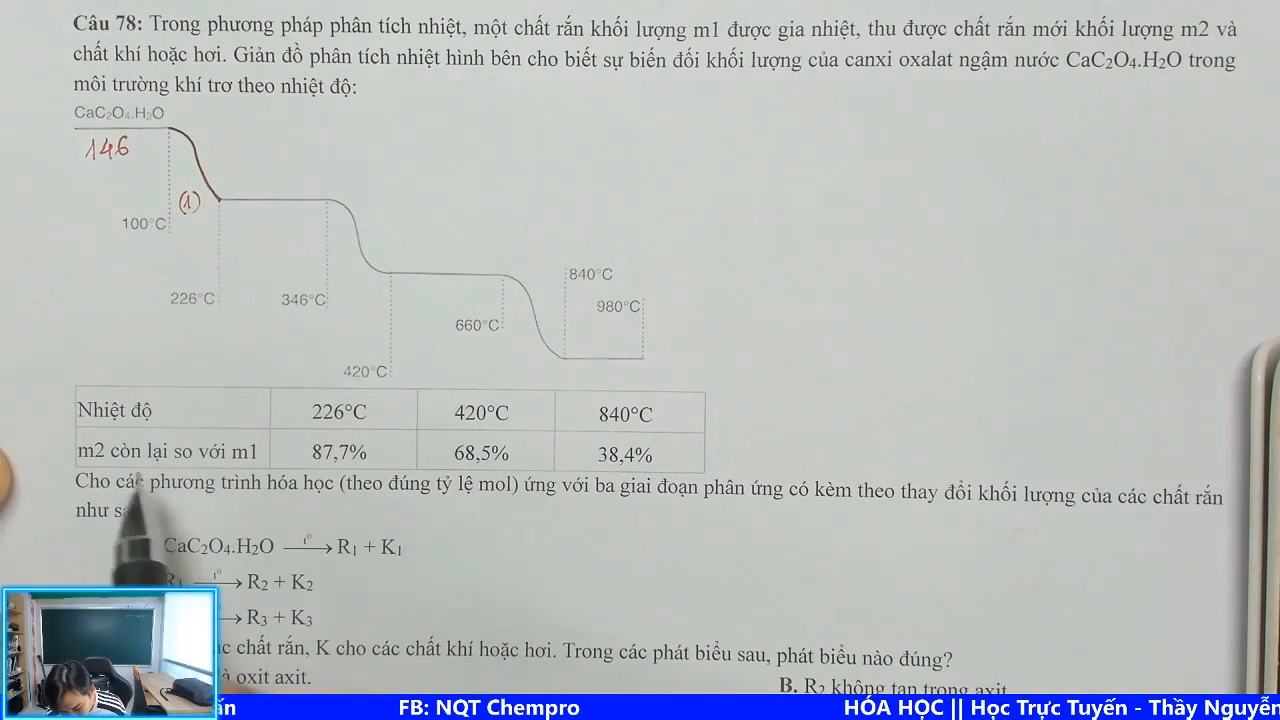 Câu 78: Trong phương pháp phân tích nhiệt, một chất rắn khối lượng m1 được gia nhiệt, thu được chất rắn mới khối lượng m2 và
chất khí hoặc hơi. Giản đồ phân tích nhiệt hình bên cho biết sự biến đối khối lượng của canxi oxalat ngậm nước CaC₂O₄.H₂O trong
môi trường khí trơ theo nhiệt độ:
CaC₂O₄.H₂O
146
(1)
100°C
226°C
346°C
420°C
660°C
840°C
980°C
Nhiệt độ 226°C 420°C 840°C
m2 còn lại so với m1 87,7% 68,5% 38,4%
Cho các phương trình hóa học (theo đúng tỷ lệ mol) ứng với ba giai đoạn phản ứng có kèm theo thay đổi khối lượng của các chất rắn
như
CaC₂O₄.H₂O —t⁰→ R₁ + K₁
R₁ —t⁰→ R₂ + K₂
→ R₃ + K₃
chất rắn, K cho các chất khí hoặc hơi. Trong các phát biểu sau, phát biểu nào đúng?
oxit axit.
B. R₂ không tan trong axit
FB: NQT Chempro
HÓA HỌC || Học Trực Tuyến - Thầy Nguyễn